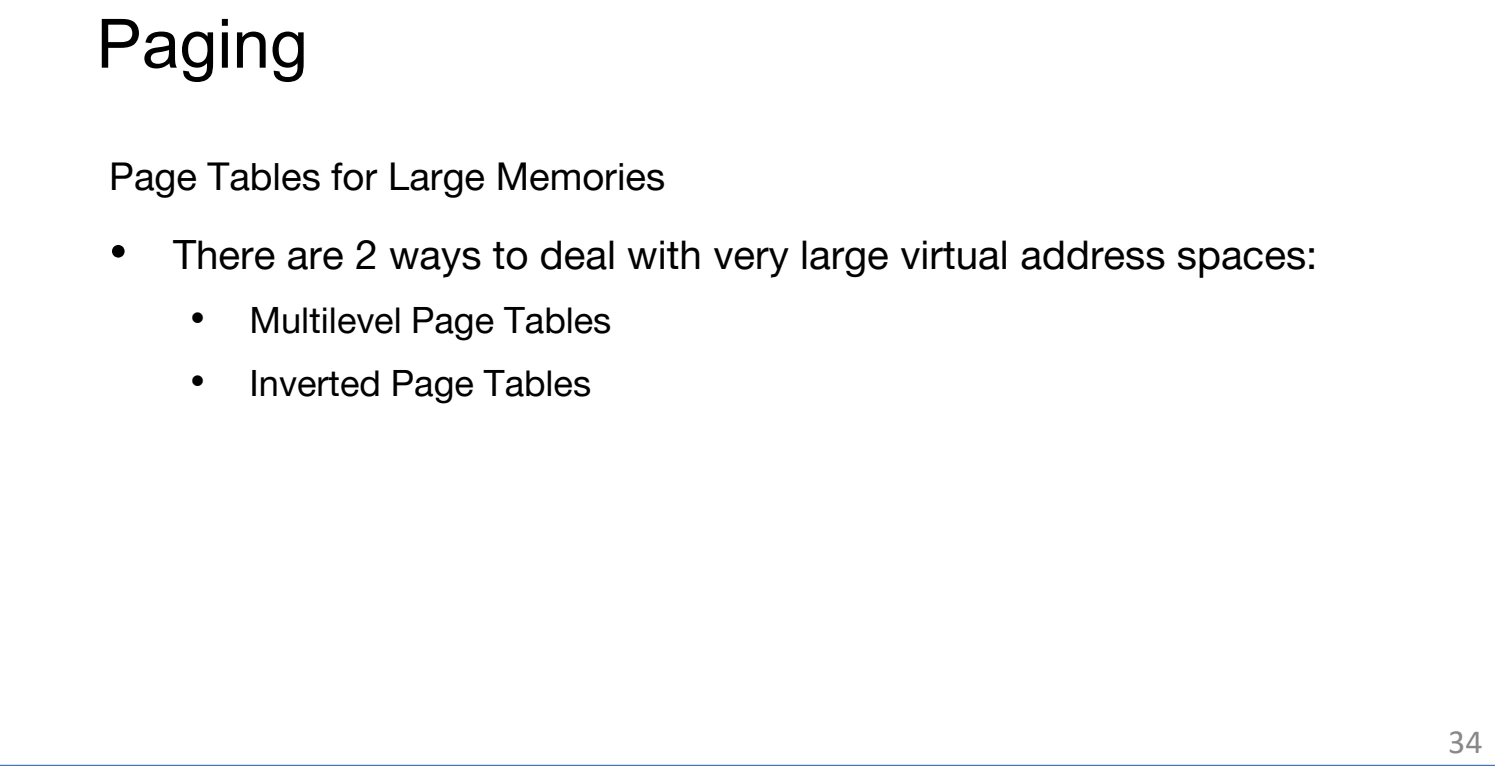 Paging
Page Tables for Large Memories
• There are 2 ways to deal with very large virtual address spaces:
• Multilevel Page Tables
• Inverted Page Tables
34